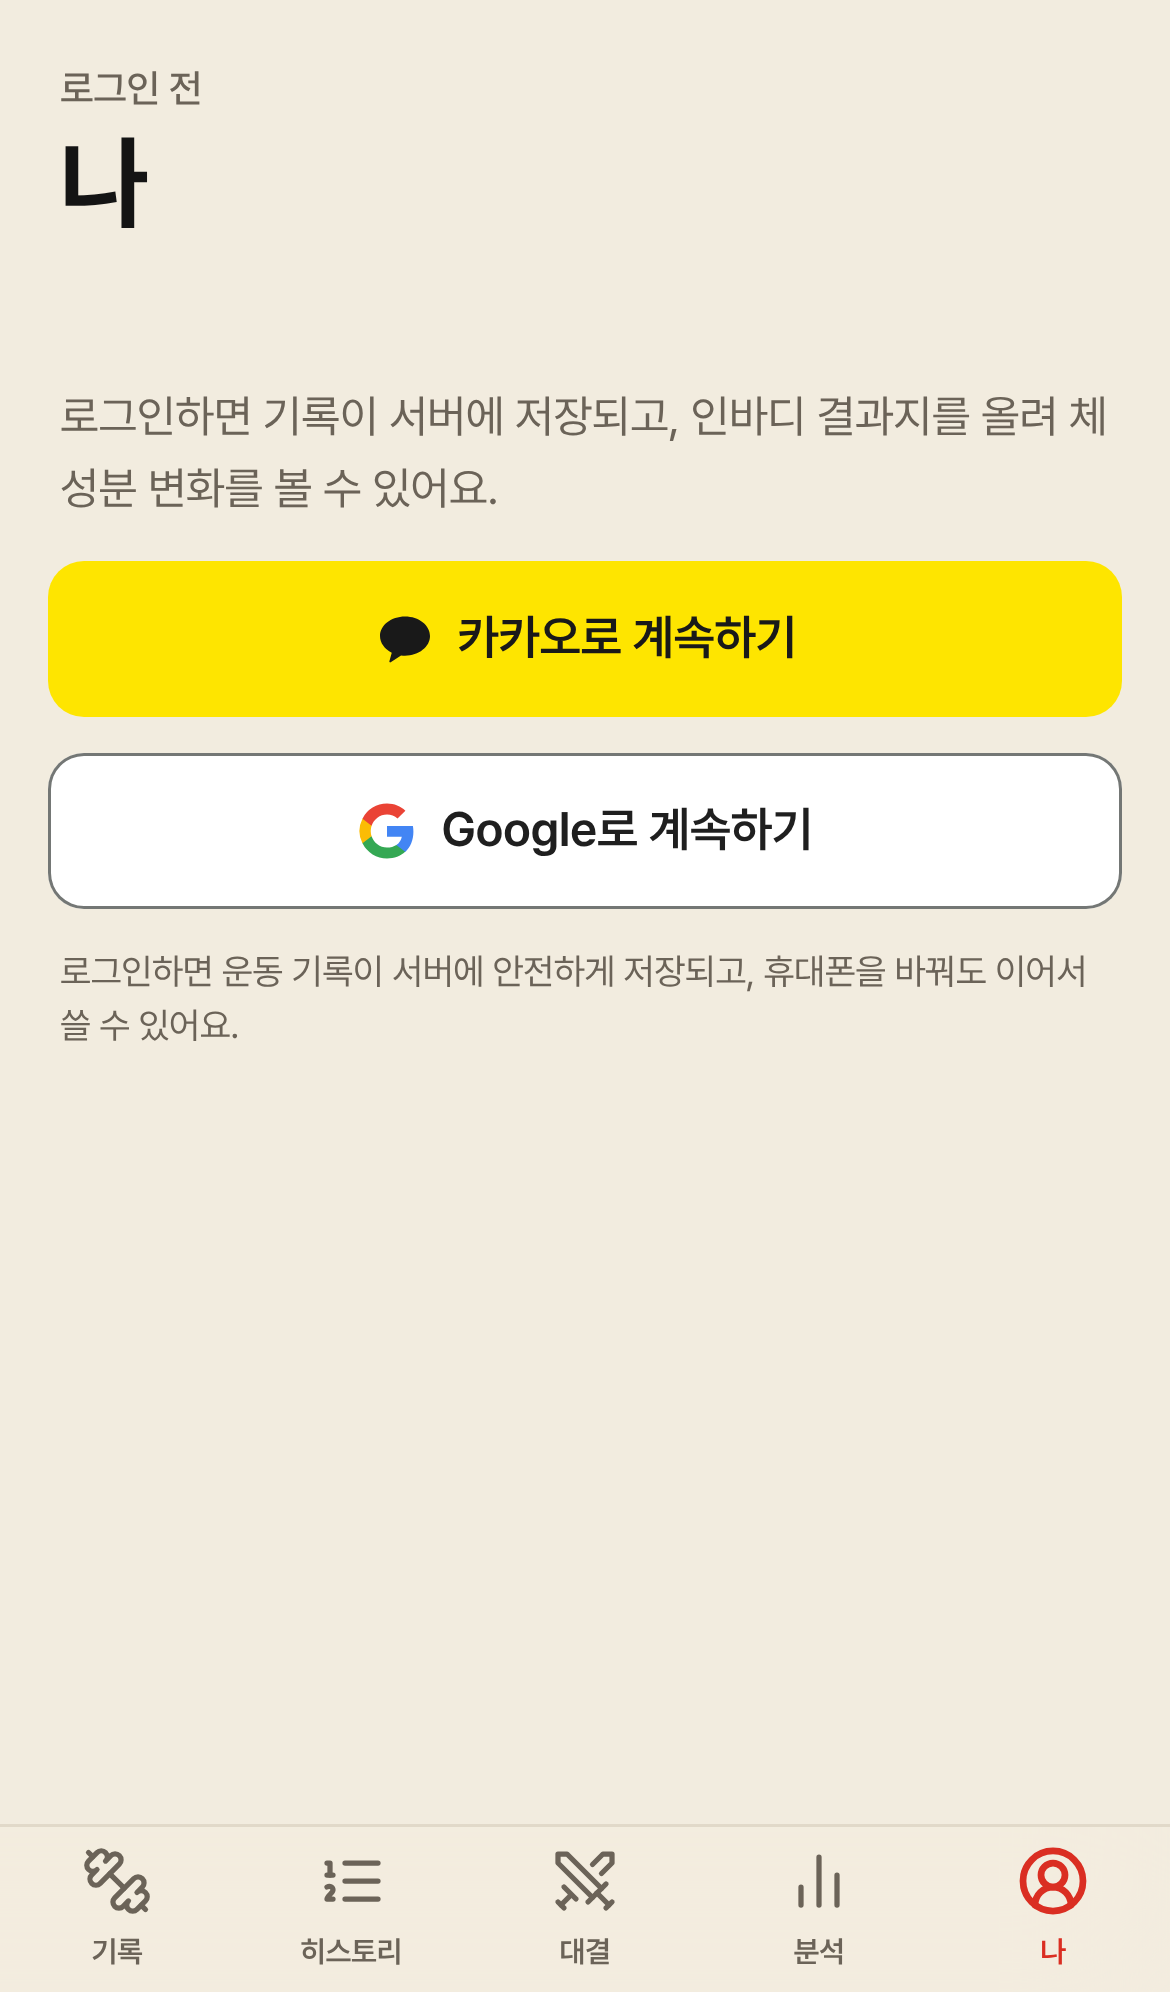 로그인 전
나
로그인하면 기록이 서버에 저장되고, 인바디 결과지를 올려 체
성분 변화를 볼 수 있어요.
카카오로 계속하기
Google로 계속하기
로그인하면 운동 기록이 서버에 안전하게 저장되고, 휴대폰을 바꿔도 이어서
쓸 수 있어요.
기록
히스토리
대결
분석
나